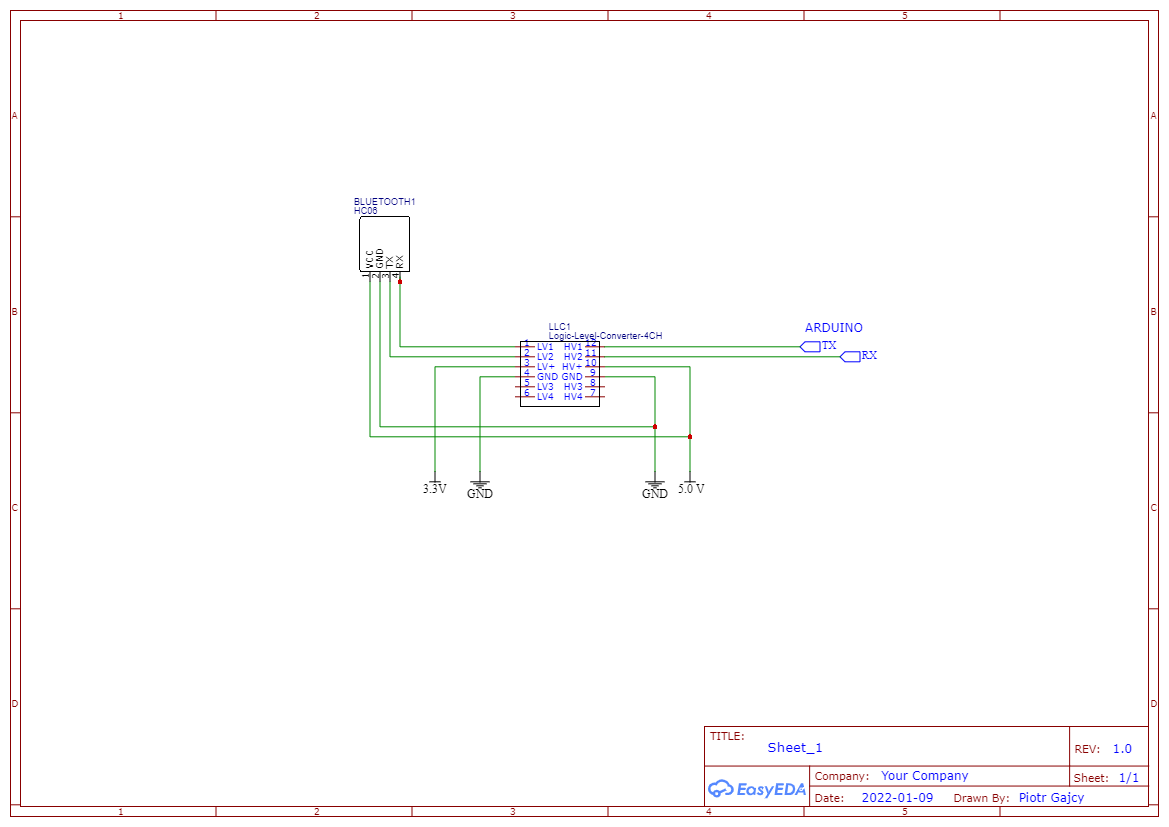 1 2 3 4 5
A A
BLUETOOTH1
HC06
VCC
GND
TX
RX
1 2 3 4
B B
ARDUINO
TX
RX
LLC1
Logic-Level-Converter-4CH
1 LV1 HV1 12
2 LV2 HV2 11
3 LV+ HV+ 10
4 GND GND 9
5 LV3 HV3 8
6 LV4 HV4 7
3.3V GND GND 5.0 V
C C
D D
TITLE:
Sheet_1
REV: 1.0
EasyEDA
Company: Your Company
Sheet: 1/1
Date: 2022-01-09 Drawn By: Piotr Gajcy
1 2 3 4 5